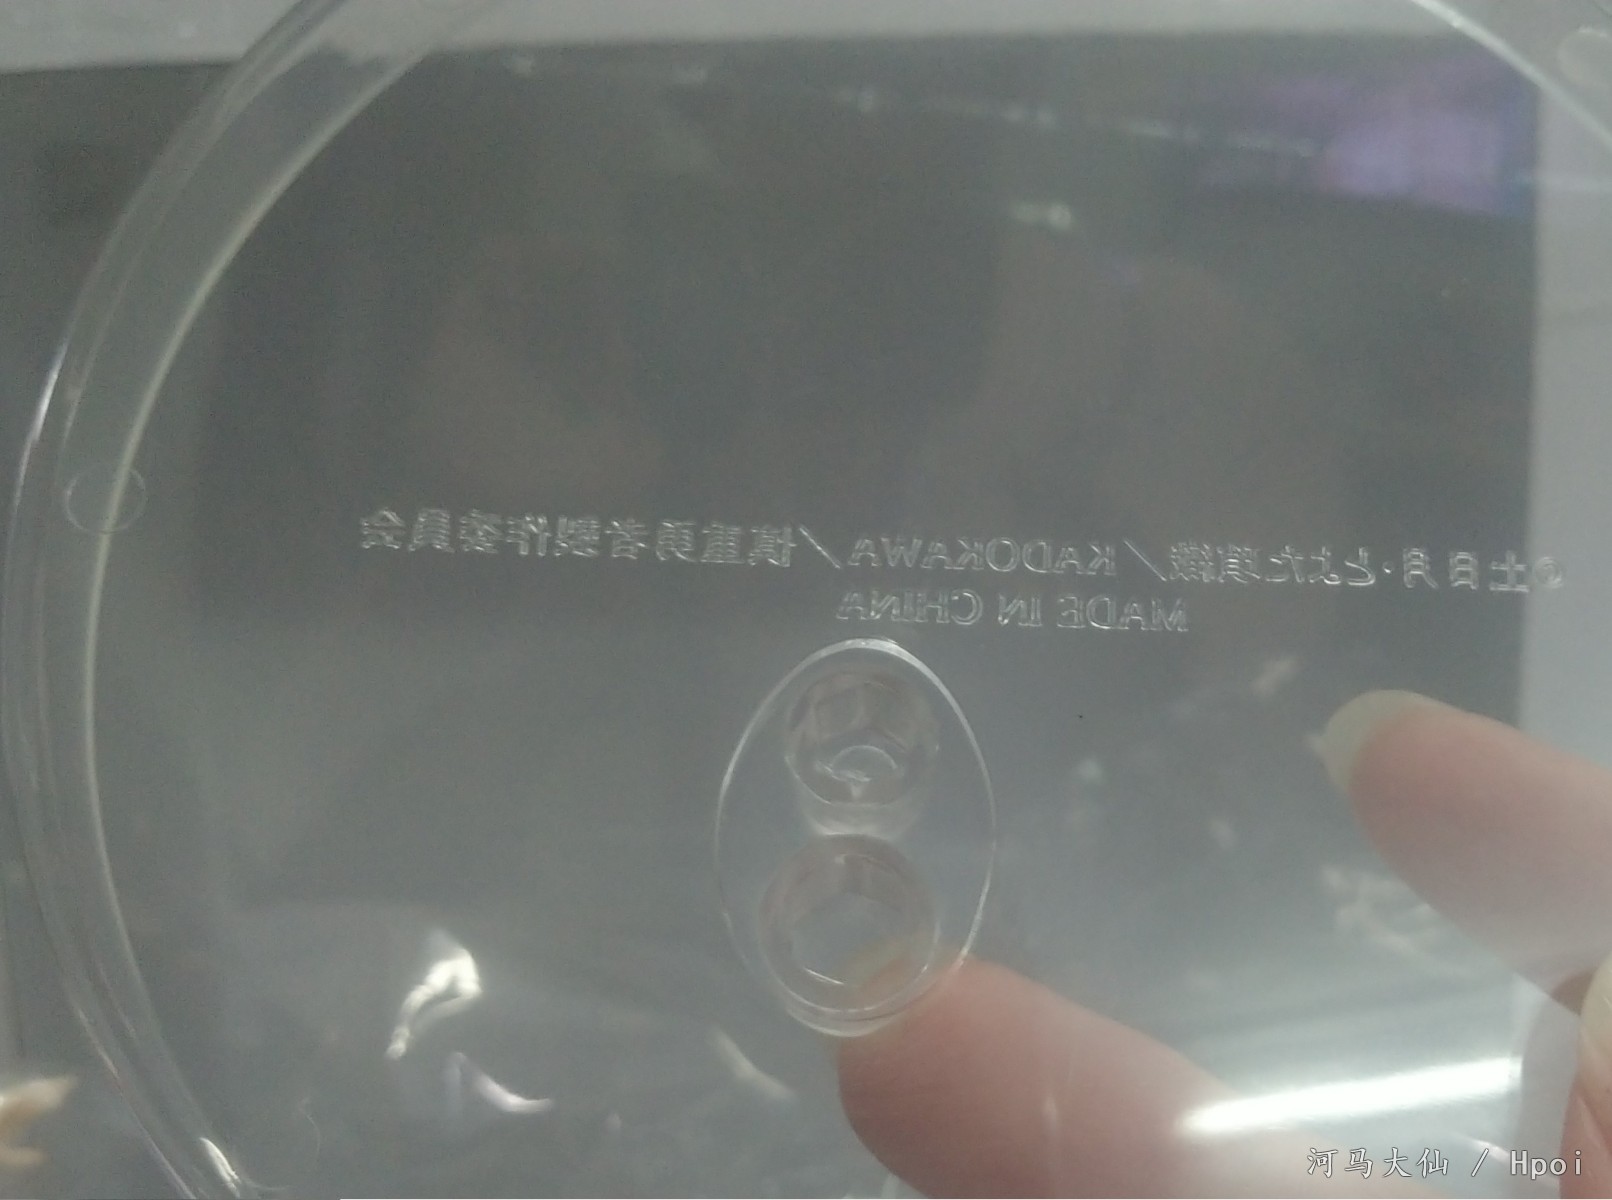 ©土日月・とよた瑣織／KADOKAWA／慎重勇者製作委員会
MADE IN CHINA
河马大仙 / Hpoi